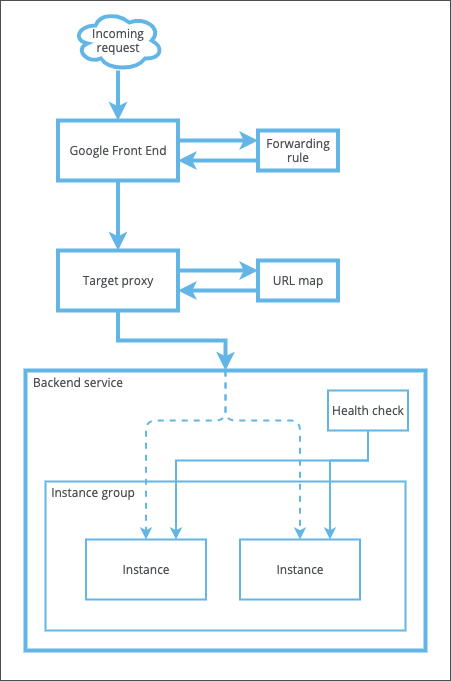 Incoming
request
Google Front End
Forwarding
rule
Target proxy
URL map
Backend service
Health check
Instance group
Instance
Instance